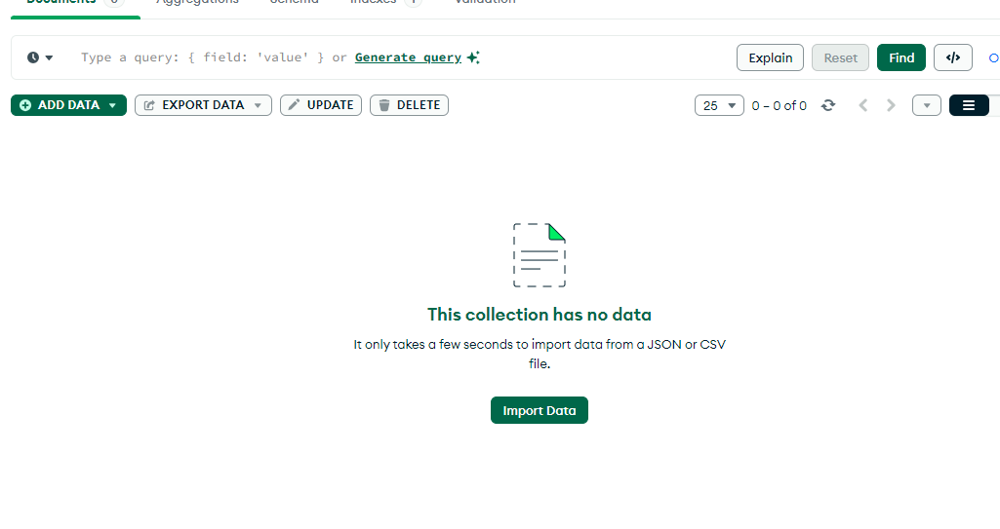 Documents 0 Aggregations Schema Indexes 1 Validation
Type a query: { field: 'value' } or Generate query
Explain Reset Find </>
ADD DATA EXPORT DATA UPDATE DELETE 25 0 – 0 of 0
This collection has no data
It only takes a few seconds to import data from a JSON or CSV
file.
Import Data